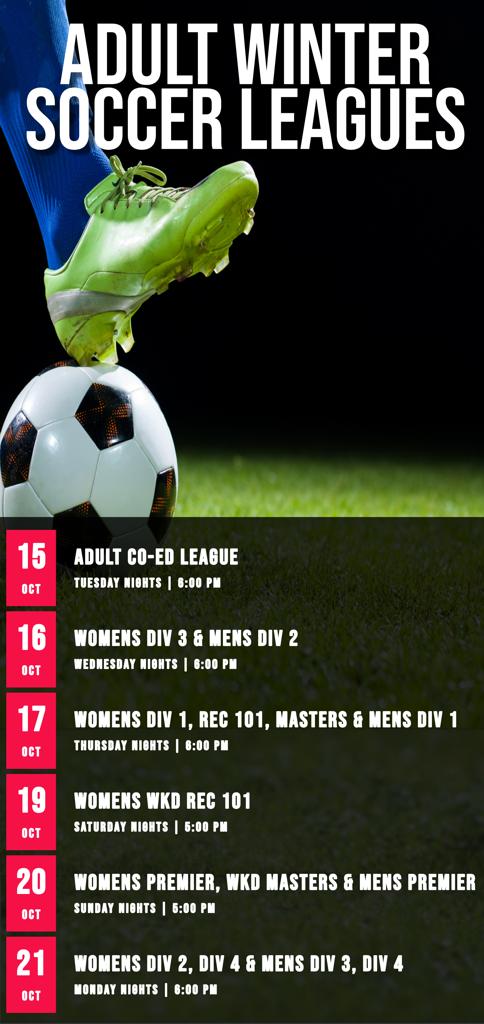 ADULT WINTER
SOCCER LEAGUES
15
OCT
ADULT CO-ED LEAGUE
TUESDAY NIGHTS | 6:00 PM
16
OCT
WOMENS DIV 3 & MENS DIV 2
WEDNESDAY NIGHTS | 6:00 PM
17
OCT
WOMENS DIV 1, REC 101, MASTERS & MENS DIV 1
THURSDAY NIGHTS | 6:00 PM
19
OCT
WOMENS WKD REC 101
SATURDAY NIGHTS | 5:00 PM
20
OCT
WOMENS PREMIER, WKD MASTERS & MENS PREMIER
SUNDAY NIGHTS | 5:00 PM
21
OCT
WOMENS DIV 2, DIV 4 & MENS DIV 3, DIV 4
MONDAY NIGHTS | 6:00 PM